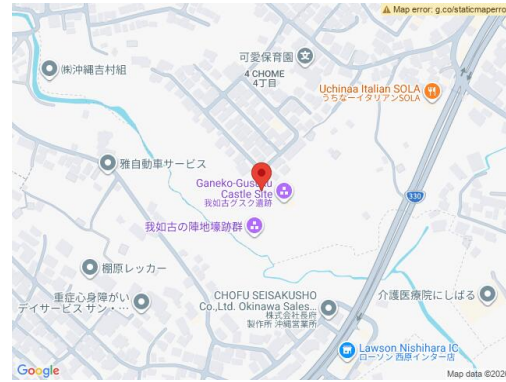 Map error: g.co/staticmaperro
可愛保育園
㈱沖縄吉村組
4 CHOME
4丁目
Uchinaa Italian SOLA
うちなーイタリアンSOLA
雅自動車サービス
Ganeko-Gusuku
Castle Site
我如古グスク遺跡
330
我如古の陣地壕跡群
棚原レッカー
重症心身障がい
デイサービス サン・…
CHOFU SEISAKUSHO
Co.,Ltd. Okinawa Sales...
株式会社長府
製作所 沖縄営業所
介護医療院にしばる
Lawson Nishihara IC
ローソン 西原インター店
Google
Map data ©2020